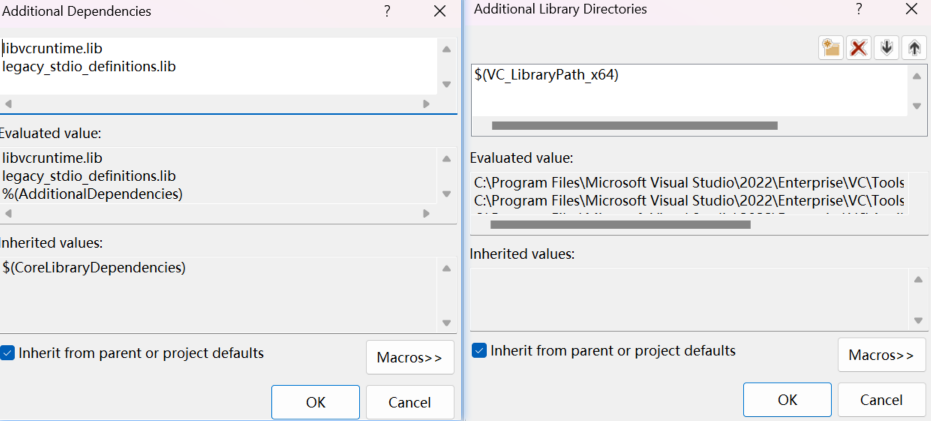 Additional Dependencies
?
libvcruntime.lib
legacy_stdio_definitions.lib
Evaluated value:
libvcruntime.lib
legacy_stdio_definitions.lib
%(AdditionalDependencies)
Inherited values:
$(CoreLibraryDependencies)
Inherit from parent or project defaults
Macros>>
OK
Cancel
Additional Library Directories
?
$(VC_LibraryPath_x64)
Evaluated value:
C:\Program Files\Microsoft Visual Studio\2022\Enterprise\VC\Tools
C:\Program Files\Microsoft Visual Studio\2022\Enterprise\VC\Tools
Inherited values:
Inherit from parent or project defaults
Macros>>
OK
Cancel